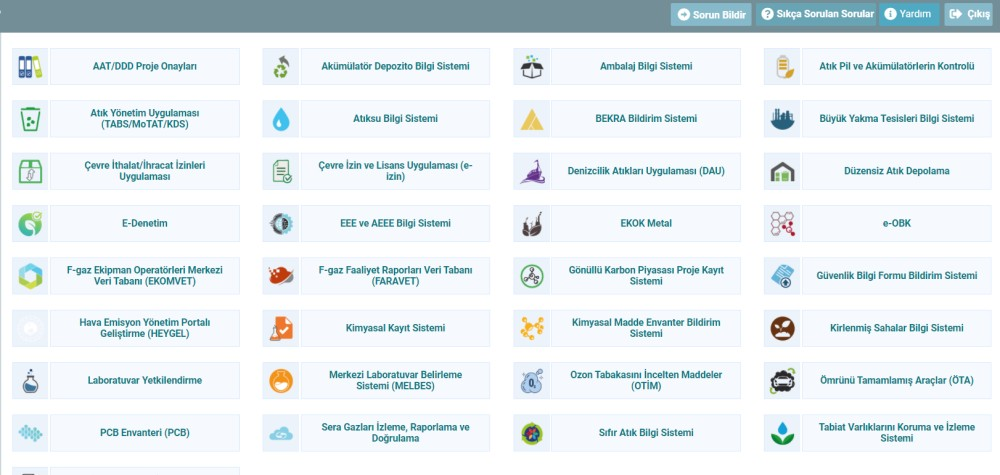 Sorun Bildir
Sıkça Sorulan Sorular
Yardım
Çıkış
AAT/DDD Proje Onayları
Akümülatör Depozito Bilgi Sistemi
Ambalaj Bilgi Sistemi
Atık Pil ve Akümülatörlerin Kontrolü
Atık Yönetim Uygulaması
(TABS/MoTAT/KDS)
Atıksu Bilgi Sistemi
BEKRA Bildirim Sistemi
Büyük Yakma Tesisleri Bilgi Sistemi
Çevre İthalat/İhracat İzinleri
Uygulaması
Çevre İzin ve Lisans Uygulaması (e-
izin)
Denizcilik Atıkları Uygulaması (DAU)
Düzensiz Atık Depolama
E-Denetim
EEE ve AEEE Bilgi Sistemi
EKOK Metal
e-OBK
F-gaz Ekipman Operatörleri Merkezi
Veri Tabanı (EKOMVET)
F-gaz Faaliyet Raporları Veri Tabanı
(FARAVET)
Gönüllü Karbon Piyasası Proje Kayıt
Sistemi
Güvenlik Bilgi Formu Bildirim Sistemi
Hava Emisyon Yönetim Portalı
Geliştirme (HEYGEL)
Kimyasal Kayıt Sistemi
Kimyasal Madde Envanter Bildirim
Sistemi
Kirlenmiş Sahalar Bilgi Sistemi
Laboratuvar Yetkilendirme
Merkezi Laboratuvar Belirleme
Sistemi (MELBES)
Ozon Tabakasını İncelten Maddeler
(OTİM)
Ömrünü Tamamlamış Araçlar (ÖTA)
PCB Envanteri (PCB)
Sera Gazları İzleme, Raporlama ve
Doğrulama
Sıfır Atık Bilgi Sistemi
Tabiat Varlıklarını Koruma ve İzleme
Sistemi